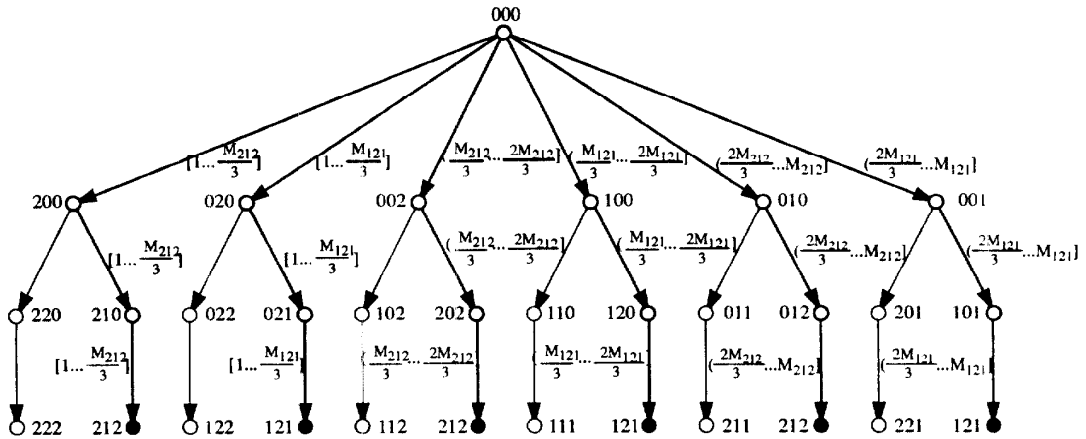 000
[1... M212/3] [1... M121/3] (M212/3 ... 2M212/3] (M121/3 ... 2M121/3] (2M212/3 ...M212] (2M121/3 ...M121]
200 020 002 100 010 001
[1... M212/3] [1... M121/3] (M212/3 ... 2M212/3] (M121/3 ... 2M121/3] (2M212/3 ...M212] (2M121/3 ...M121]
220 210 022 021 102 202 110 120 011 012 201 101
[1... M212/3] [1... M121/3] (M212/3 ... 2M212/3] (M121/3 ... 2M121/3] (2M212/3 ...M212] (2M121/3 ...M121]
222 212 122 121 112 212 111 121 211 212 221 121